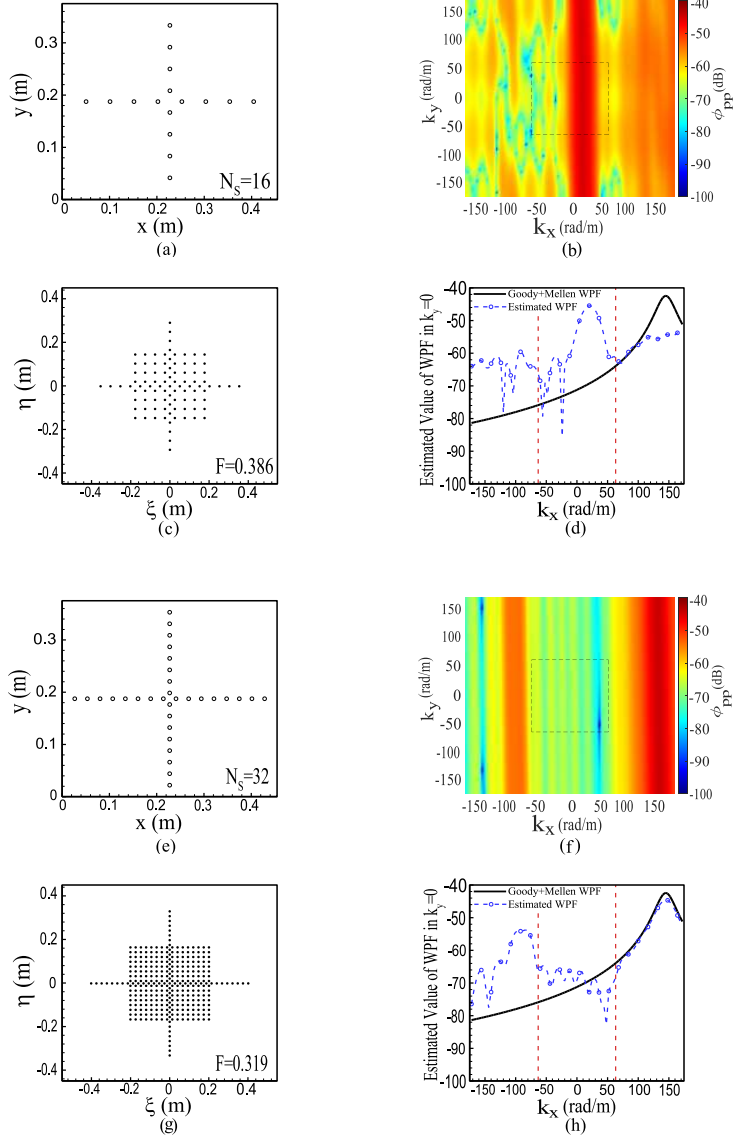 y (m)
0.3
0.2
0.1
0
0 0.1 0.2 0.3 0.4
N_S=16
x (m)
(a)
k_y (rad/m)
150
100
50
0
-50
-100
-150
-150 -100 -50 0 50 100 150
k_x (rad/m)
-40
-50
-60
-70
-80
-90
-100
ϕ_pp (dB)
(b)
η (m)
0.4
0.2
0
-0.2
-0.4
-0.4 -0.2 0 0.2 0.4
F=0.386
ξ (m)
(c)
Estimated Value of WPF in k_y=0
-40
-50
-60
-70
-80
-90
-100
-150 -100 -50 0 50 100 150
Goody+Mellen WPF
Estimated WPF
k_x (rad/m)
(d)
y (m)
0.3
0.2
0.1
0
0 0.1 0.2 0.3 0.4
N_S=32
x (m)
(e)
k_y (rad/m)
150
100
50
0
-50
-100
-150
-150 -100 -50 0 50 100 150
k_x (rad/m)
-40
-50
-60
-70
-80
-90
-100
ϕ_pp (dB)
(f)
η (m)
0.4
0.2
0
-0.2
-0.4
-0.4 -0.2 0 0.2 0.4
F=0.319
ξ (m)
(g)
Estimated Value of WPF in k_y=0
-40
-50
-60
-70
-80
-90
-100
-150 -100 -50 0 50 100 150
Goody+Mellen WPF
Estimated WPF
k_x (rad/m)
(h)